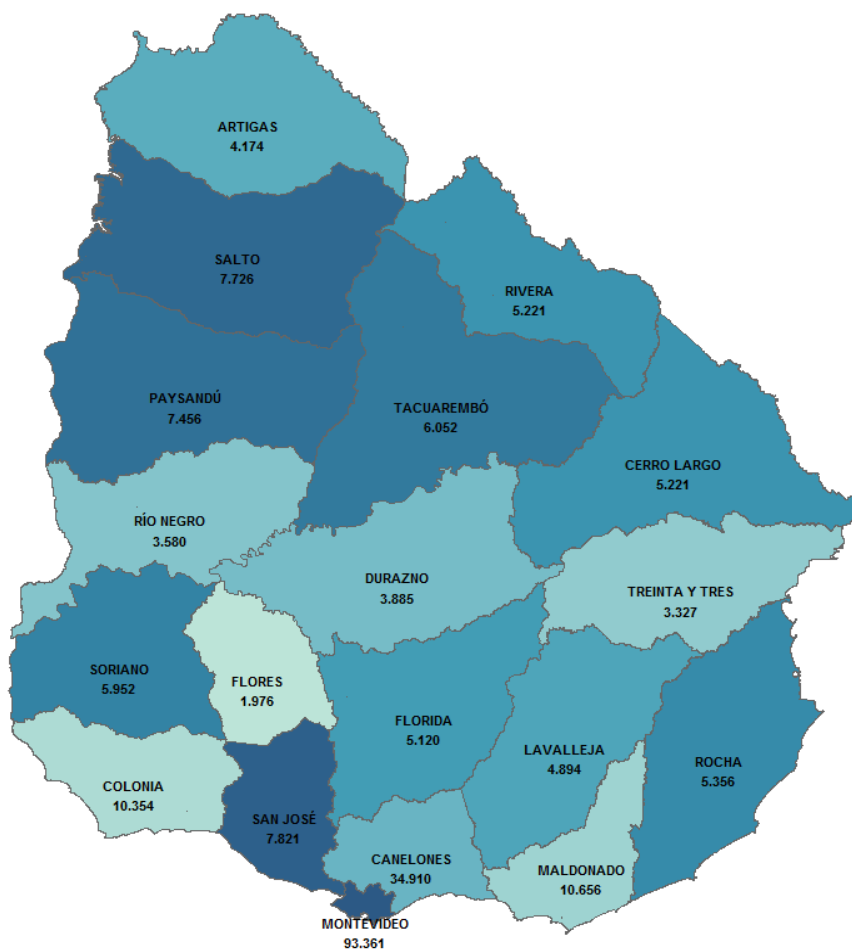 ARTIGAS
4.174
SALTO
7.726
RIVERA
5.221
PAYSANDÚ
7.456
TACUAREMBÓ
6.052
CERRO LARGO
5.221
RÍO NEGRO
3.580
DURAZNO
3.885
TREINTA Y TRES
3.327
SORIANO
5.952
FLORES
1.976
FLORIDA
5.120
LAVALLEJA
4.894
ROCHA
5.356
COLONIA
10.354
SAN JOSÉ
7.821
CANELONES
34.910
MALDONADO
10.656
MONTEVIDEO
93.361